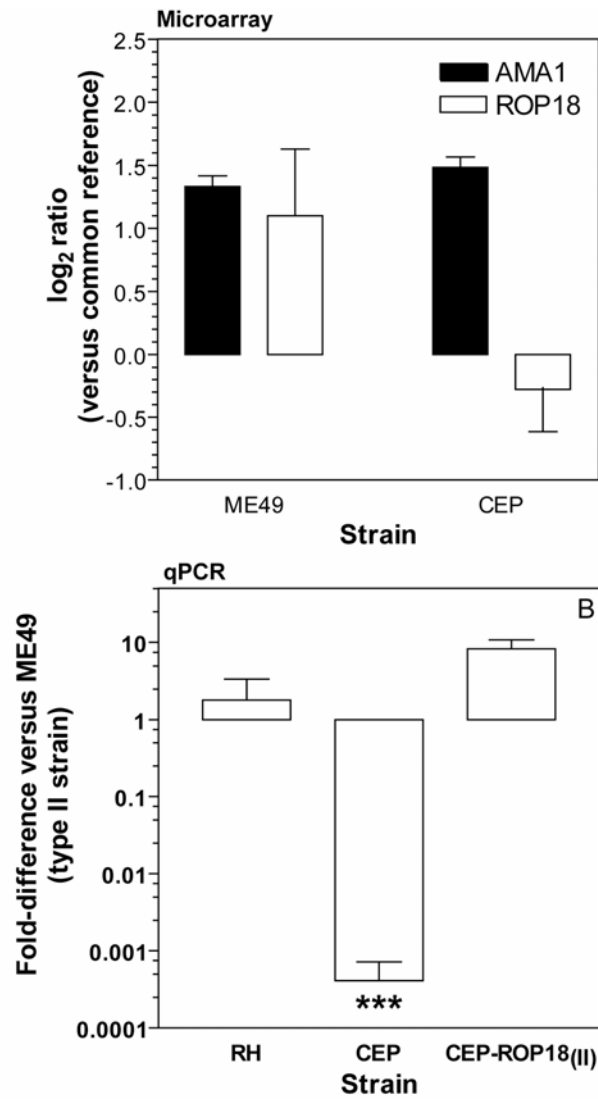 Microarray
log2 ratio
(versus common reference)
2.5
2.0
1.5
1.0
0.5
0.0
-0.5
-1.0
AMA1
ROP18
ME49
CEP
Strain
qPCR
B
Fold-difference versus ME49
(type II strain)
10
1
0.1
0.01
0.001
0.0001
***
RH
CEP
CEP-ROP18(II)
Strain